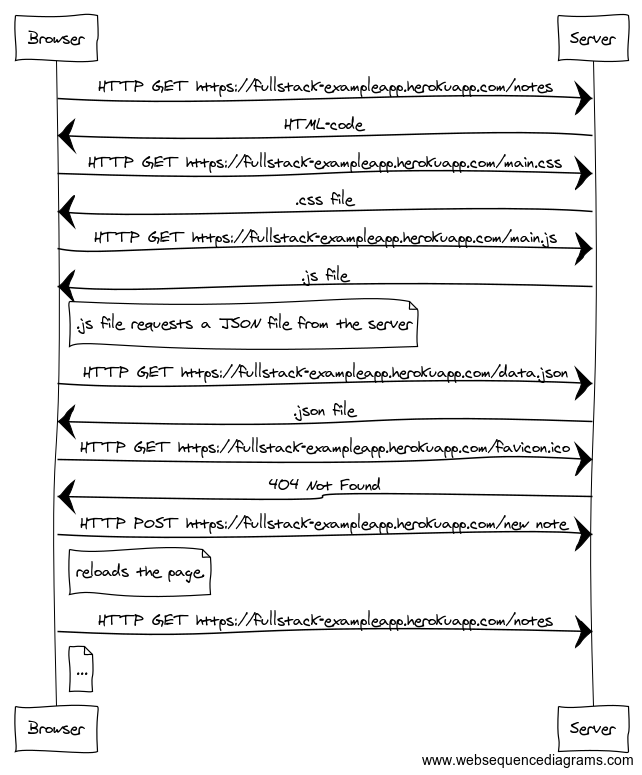 Browser
Server
HTTP GET https://fullstack-exampleapp.herokuapp.com/notes
HTML-code
HTTP GET https://fullstack-exampleapp.herokuapp.com/main.css
.css file
HTTP GET https://fullstack-exampleapp.herokuapp.com/main.js
.js file
.js file requests a JSON file from the server
HTTP GET https://fullstack-exampleapp.herokuapp.com/data.json
.json file
HTTP GET https://fullstack-exampleapp.herokuapp.com/favicon.ico
404 Not Found
HTTP POST https://fullstack-exampleapp.herokuapp.com/new note
reloads the page.
HTTP GET https://fullstack-exampleapp.herokuapp.com/notes
...
Browser
Server
www.websequencediagrams.com